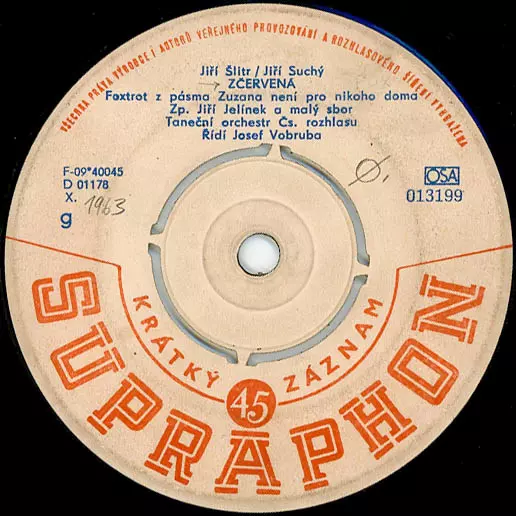 VŠECHNA PRÁVA VÝROBCE I AUTORŮ VEŘEJNÉHO PROVOZOVÁNÍ A ROZHLASOVÉHO ŠÍŘENÍ VYHRAŽENA
Jiří Šlitr / Jiří Suchý
ZČERVENÁ
Foxtrot z pásma Zuzana není pro nikoho doma
Zp. Jiří Jelínek a malý sbor
Taneční orchestr Čs. rozhlasu
Řídí Josef Vobruba
F-09*40045
D 01178
X. 1963
g
Ø.
OSA
013199
KRÁTKÝ 45 ZÁZNAM
SUPRAPHON